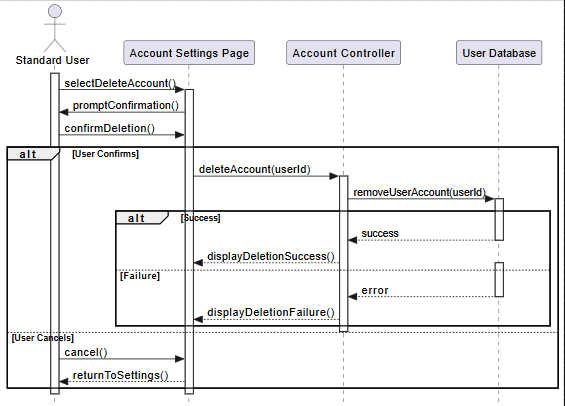 Standard User
Account Settings Page
Account Controller
User Database
selectDeleteAccount()
promptConfirmation()
confirmDeletion()
alt
[User Confirms]
deleteAccount(userId)
removeUserAccount(userId)
alt
[Success]
success
displayDeletionSuccess()
[Failure]
error
displayDeletionFailure()
[User Cancels]
cancel()
returnToSettings()